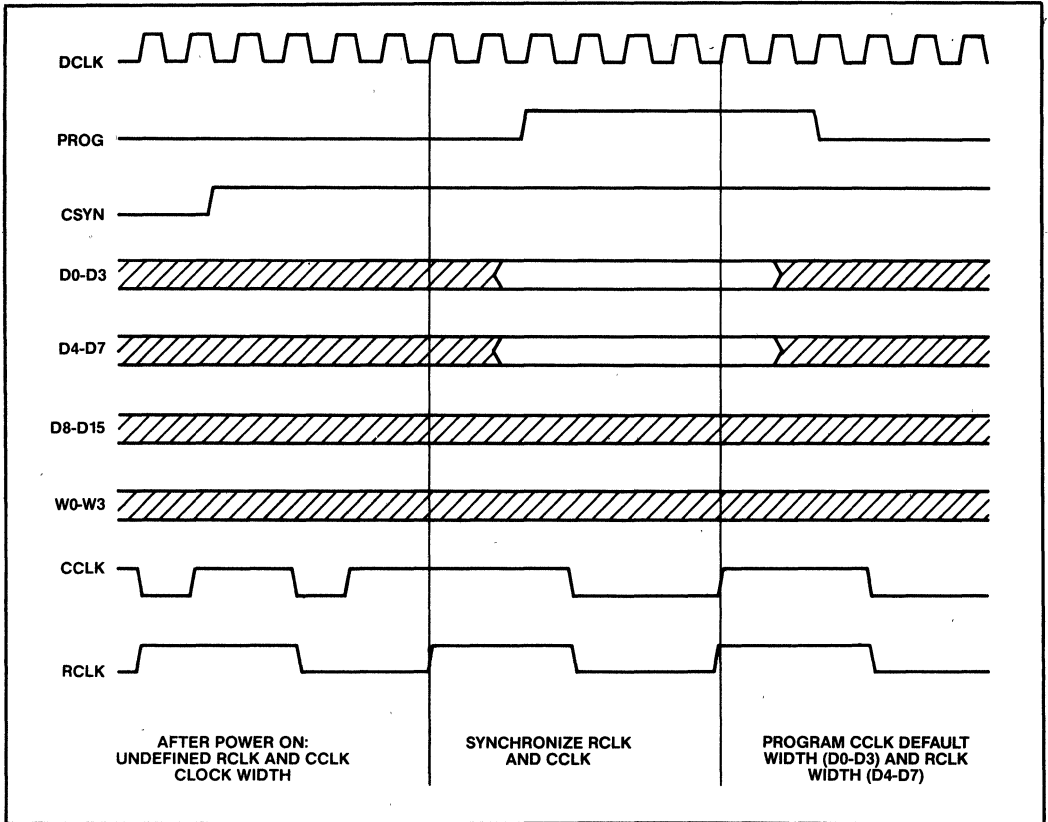 DCLK
PROG
CSYN
D0-D3
D4-D7
D8-D15
W0-W3
CCLK
RCLK
AFTER POWER ON:
UNDEFINED RCLK AND CCLK
CLOCK WIDTH
SYNCHRONIZE RCLK
AND CCLK
PROGRAM CCLK DEFAULT
WIDTH (D0-D3) AND RCLK
WIDTH (D4-D7)